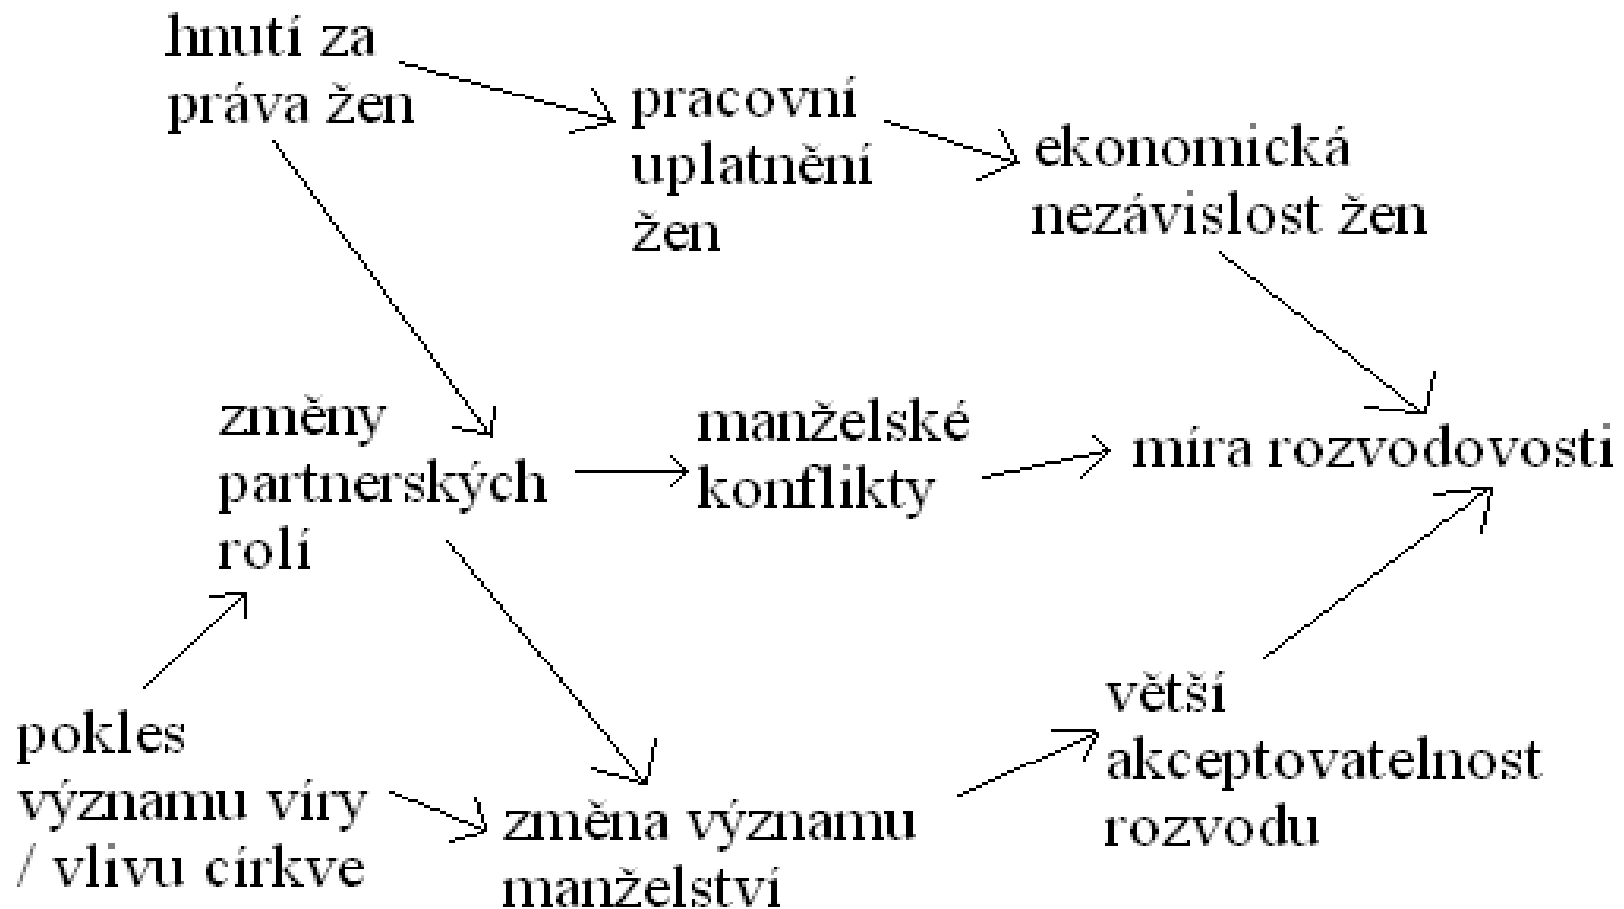 hnutí za
práva žen
pracovní
uplatnění
žen
ekonomická
nezávislost žen
změny
partnerských
rolí
manželské
konflikty
míra rozvodovosti
pokles
významu víry
/ vlivu církve
změna významu
manželství
větší
akceptovatelnost
rozvodu